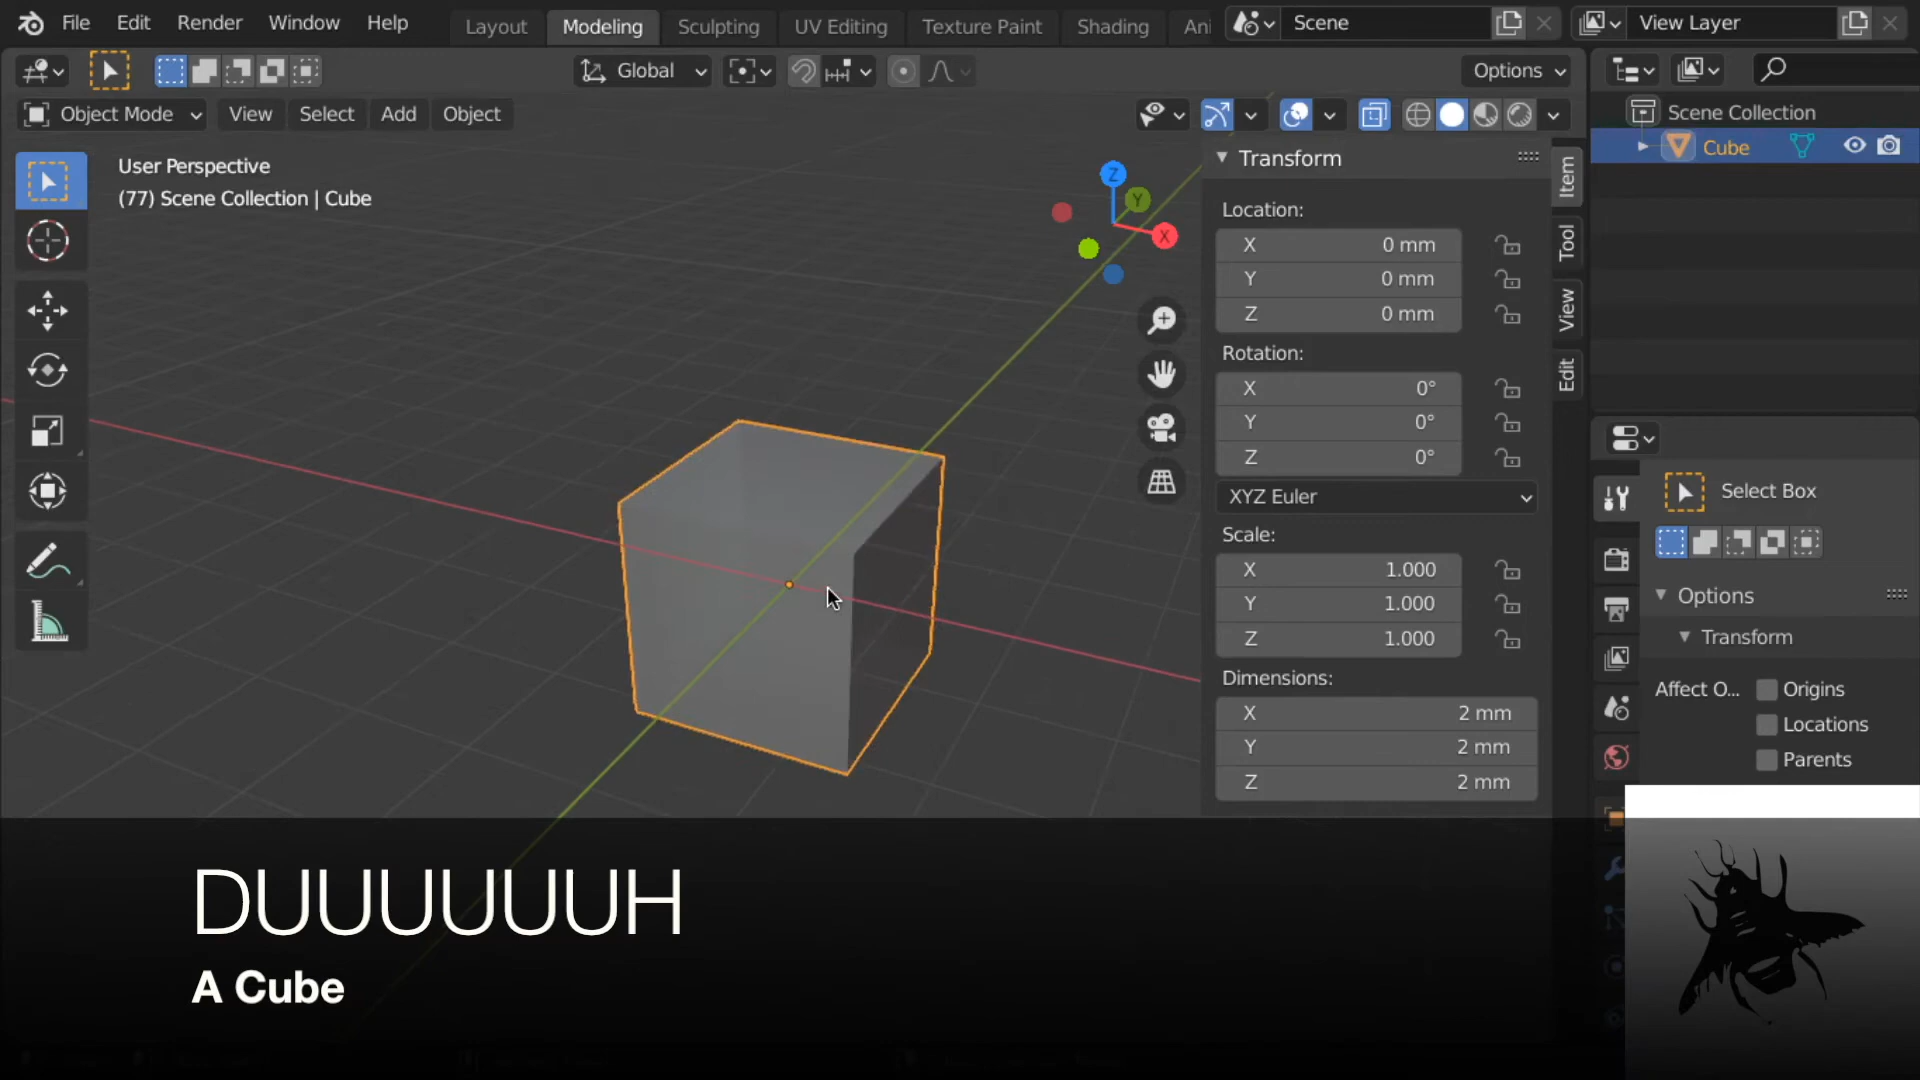 File Edit Render Window Help Layout Modeling Sculpting UV Editing Texture Paint Shading Ani Scene View Layer
Global Options
Object Mode View Select Add Object
User Perspective
(77) Scene Collection | Cube
Z
Y
X
Transform
Location:
X 0 mm
Y 0 mm
Z 0 mm
Rotation:
X 0°
Y 0°
Z 0°
XYZ Euler
Scale:
X 1.000
Y 1.000
Z 1.000
Dimensions:
X 2 mm
Y 2 mm
Z 2 mm
Item
Tool
View
Edit
Scene Collection
Cube
Select Box
Options
Transform
Affect O... Origins
Locations
Parents
DUUUUUUH
A Cube